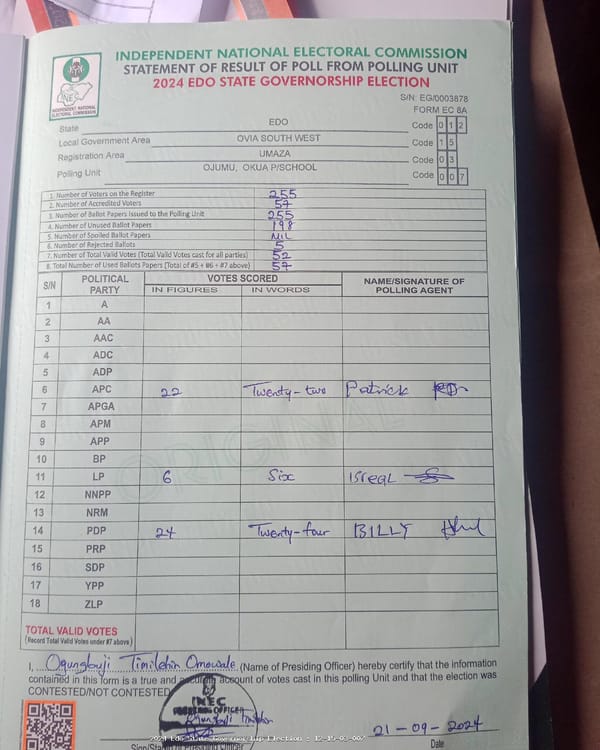 INDEPENDENT NATIONAL ELECTORAL COMMISSION
STATEMENT OF RESULT OF POLL FROM POLLING UNIT
2024 EDO STATE GOVERNORSHIP ELECTION
INEC
INDEPENDENT NATIONAL ELECTORAL COMMISSION
S/N: EG/0003878
FORM EC 8A
State EDO Code 0 1 2
Local Government Area OVIA SOUTH WEST Code 1 5
Registration Area UMAZA Code 0 3
Polling Unit OJUMU, OKUA P/SCHOOL Code 0 0 7
1. Number of Voters on the Register 255
2. Number of Accredited Voters 57
3. Number of Ballot Papers Issued to the Polling Unit 255
4. Number of Unused Ballot Papers 198
5. Number of Spoiled Ballot Papers NIL
6. Number of Rejected Ballots 5
7. Number of Total Valid Votes (Total Valid Votes cast for all parties) 52
8. Total Number of Used Ballots Papers (Total of #5 + #6 + #7 above) 57
S/N POLITICAL PARTY VOTES SCORED NAME/SIGNATURE OF POLLING AGENT
IN FIGURES IN WORDS
1 A
2 AA
3 AAC
4 ADC
5 ADP
6 APC 22 Twenty-two Patrick
7 APGA
8 APM
9 APP
10 BP
11 LP 6 Six Isreal
12 NNPP
13 NRM
14 PDP 24 Twenty-four BILLY
15 PRP
16 SDP
17 YPP
18 ZLP
ORIGINAL
TOTAL VALID VOTES
(Record Total Valid Votes under #7 above)
I, Ogungbuji Timilehin Omowale (Name of Presiding Officer) hereby certify that the information
contained in this form is a true and accurate account of votes cast in this polling Unit and that the election was
CONTESTED/NOT CONTESTED
INEC
PRESIDING OFFICER
21-09-2024
2024 Edo State Governorship Election : 12-15-03-007
Date